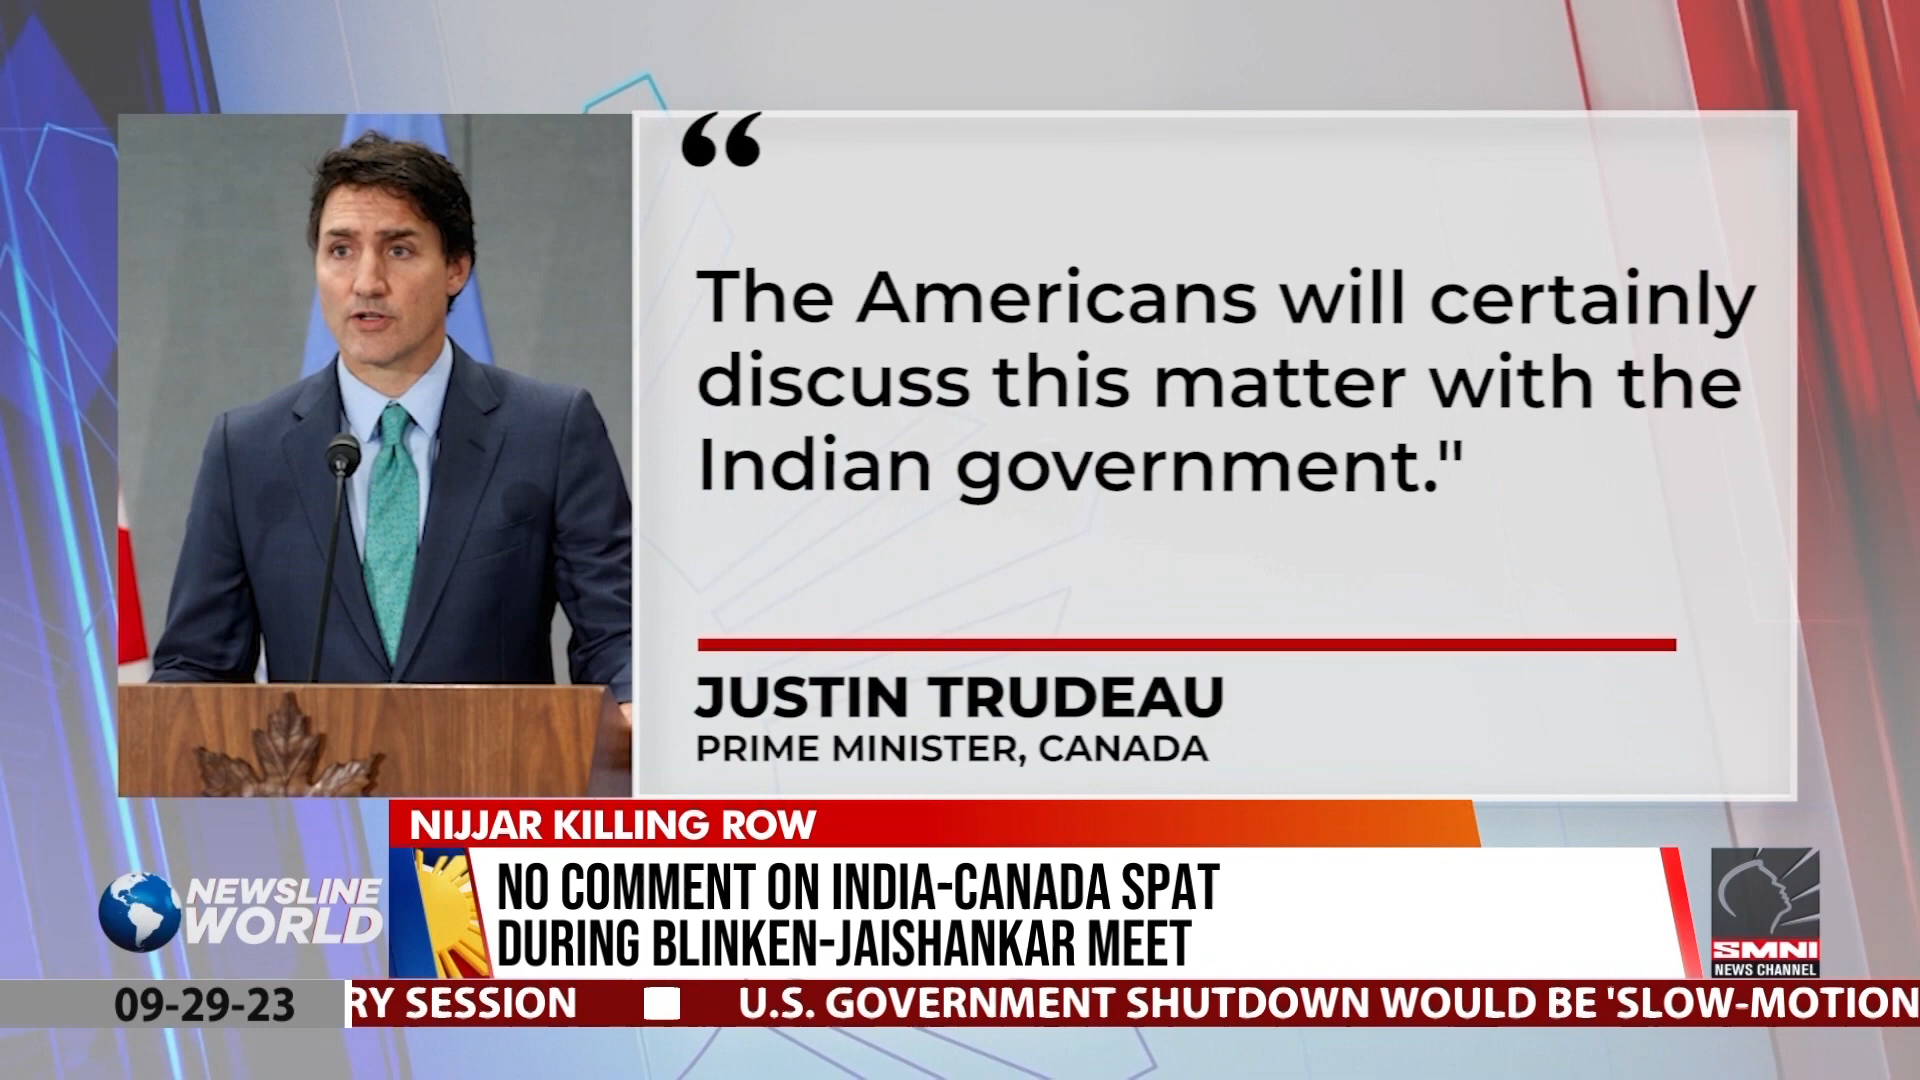 “
The Americans will certainly
discuss this matter with the
Indian government."
JUSTIN TRUDEAU
PRIME MINISTER, CANADA
NIJJAR KILLING ROW
NO COMMENT ON INDIA-CANADA SPAT
DURING BLINKEN-JAISHANKAR MEET
NEWSLINE
WORLD
SMNI
NEWS CHANNEL
09-29-23
RY SESSION U.S. GOVERNMENT SHUTDOWN WOULD BE 'SLOW-MOTION